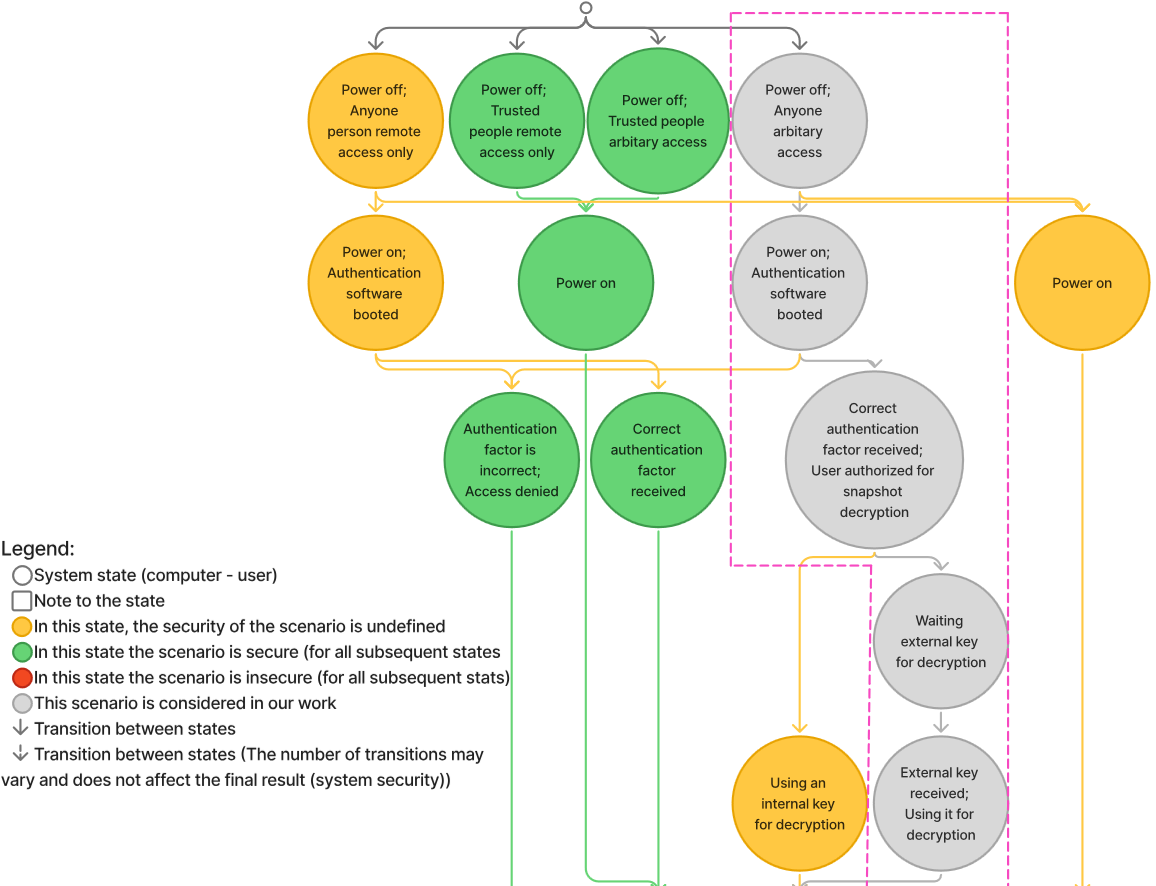 Power off;
Anyone
person remote
access only
Power off;
Trusted
people remote
access only
Power off;
Trusted people
arbitary access
Power off;
Anyone
arbitary
access
Power on;
Authentication
software
booted
Power on
Power on;
Authentication
software
booted
Power on
Authentication
factor is
incorrect;
Access denied
Correct
authentication
factor
received
Correct
authentication
factor received;
User authorized for
snapshot
decryption
Waiting
external key
for decryption
Using an
internal key
for decryption
External key
received;
Using it for
decryption
Legend:
System state (computer - user)
Note to the state
In this state, the security of the scenario is undefined
In this state the scenario is secure (for all subsequent states
In this state the scenario is insecure (for all subsequent stats)
This scenario is considered in our work
Transition between states
Transition between states (The number of transitions may
vary and does not affect the final result (system security))